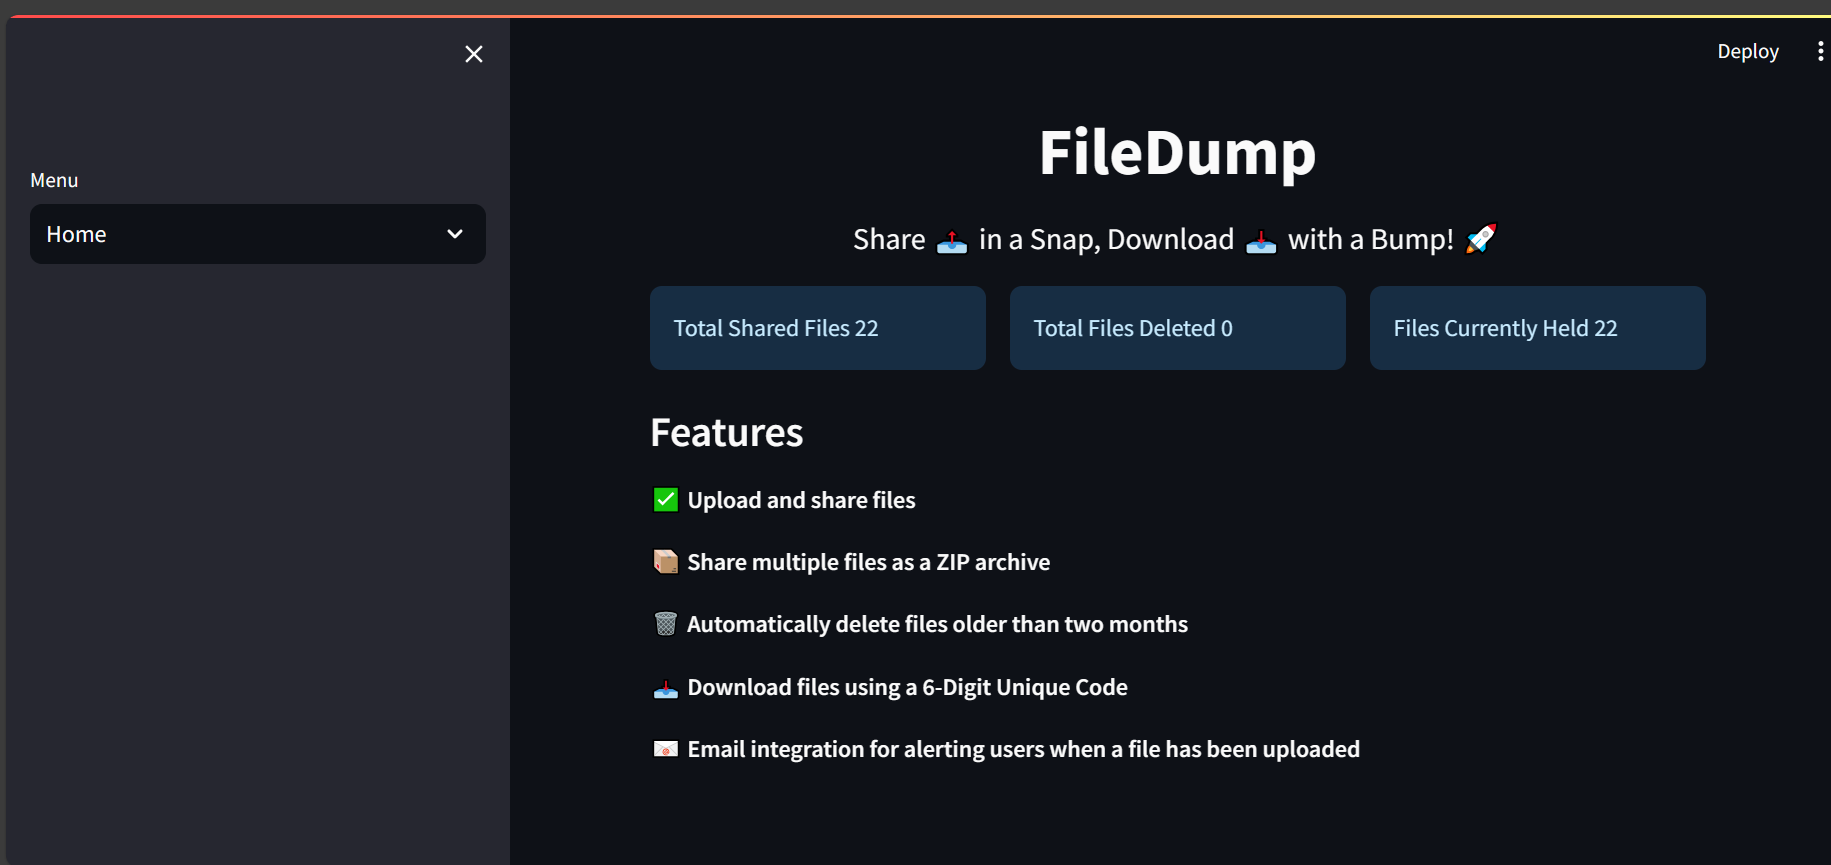 Deploy
Menu
Home
FileDump
Share 📤 in a Snap, Download 📥 with a Bump! 🚀
Total Shared Files 22
Total Files Deleted 0
Files Currently Held 22
Features
✅ Upload and share files
📦 Share multiple files as a ZIP archive
🗑️ Automatically delete files older than two months
📥 Download files using a 6-Digit Unique Code
📧 Email integration for alerting users when a file has been uploaded